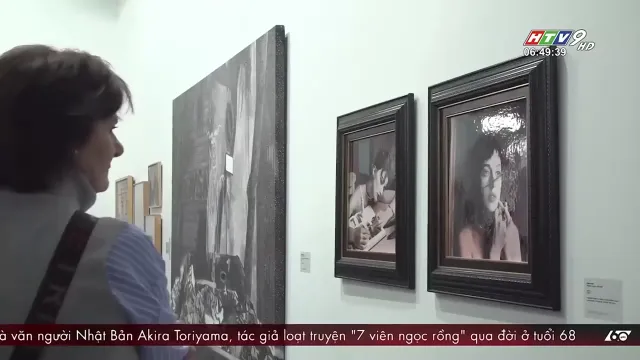 HTV9 HD
06:49:39
à văn người Nhật Bản Akira Toriyama, tác giả loạt truyện "7 viên ngọc rồng" qua đời ở tuổi 68